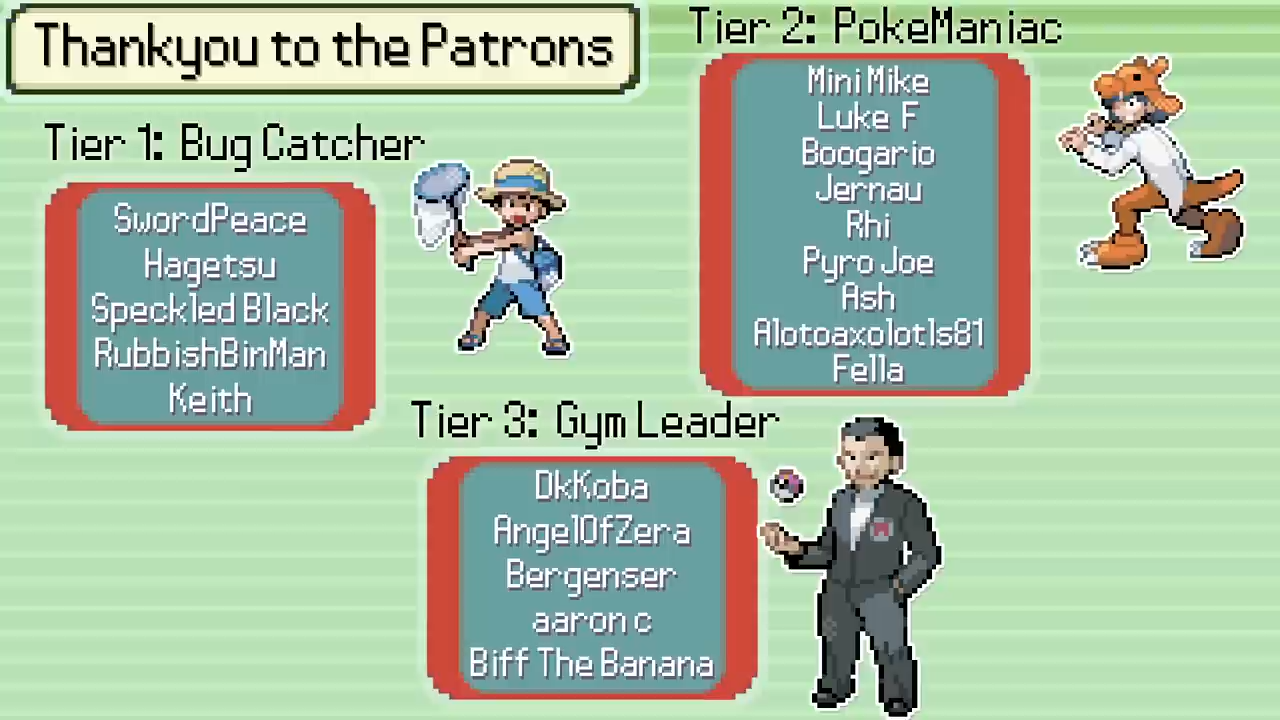 Thankyou to the Patrons
Tier 1: Bug Catcher
SwordPeace
Hagetsu
Speckled Black
RubbishBinMan
Keith
Tier 2: PokeManiac
Mini Mike
Luke F
Boogario
Jernau
Rhi
Pyro Joe
Ash
Alotoaxolotls81
Fella
Tier 3: Gym Leader
DkKoba
AngelOfZera
Bergenser
aaron c
Biff The Banana